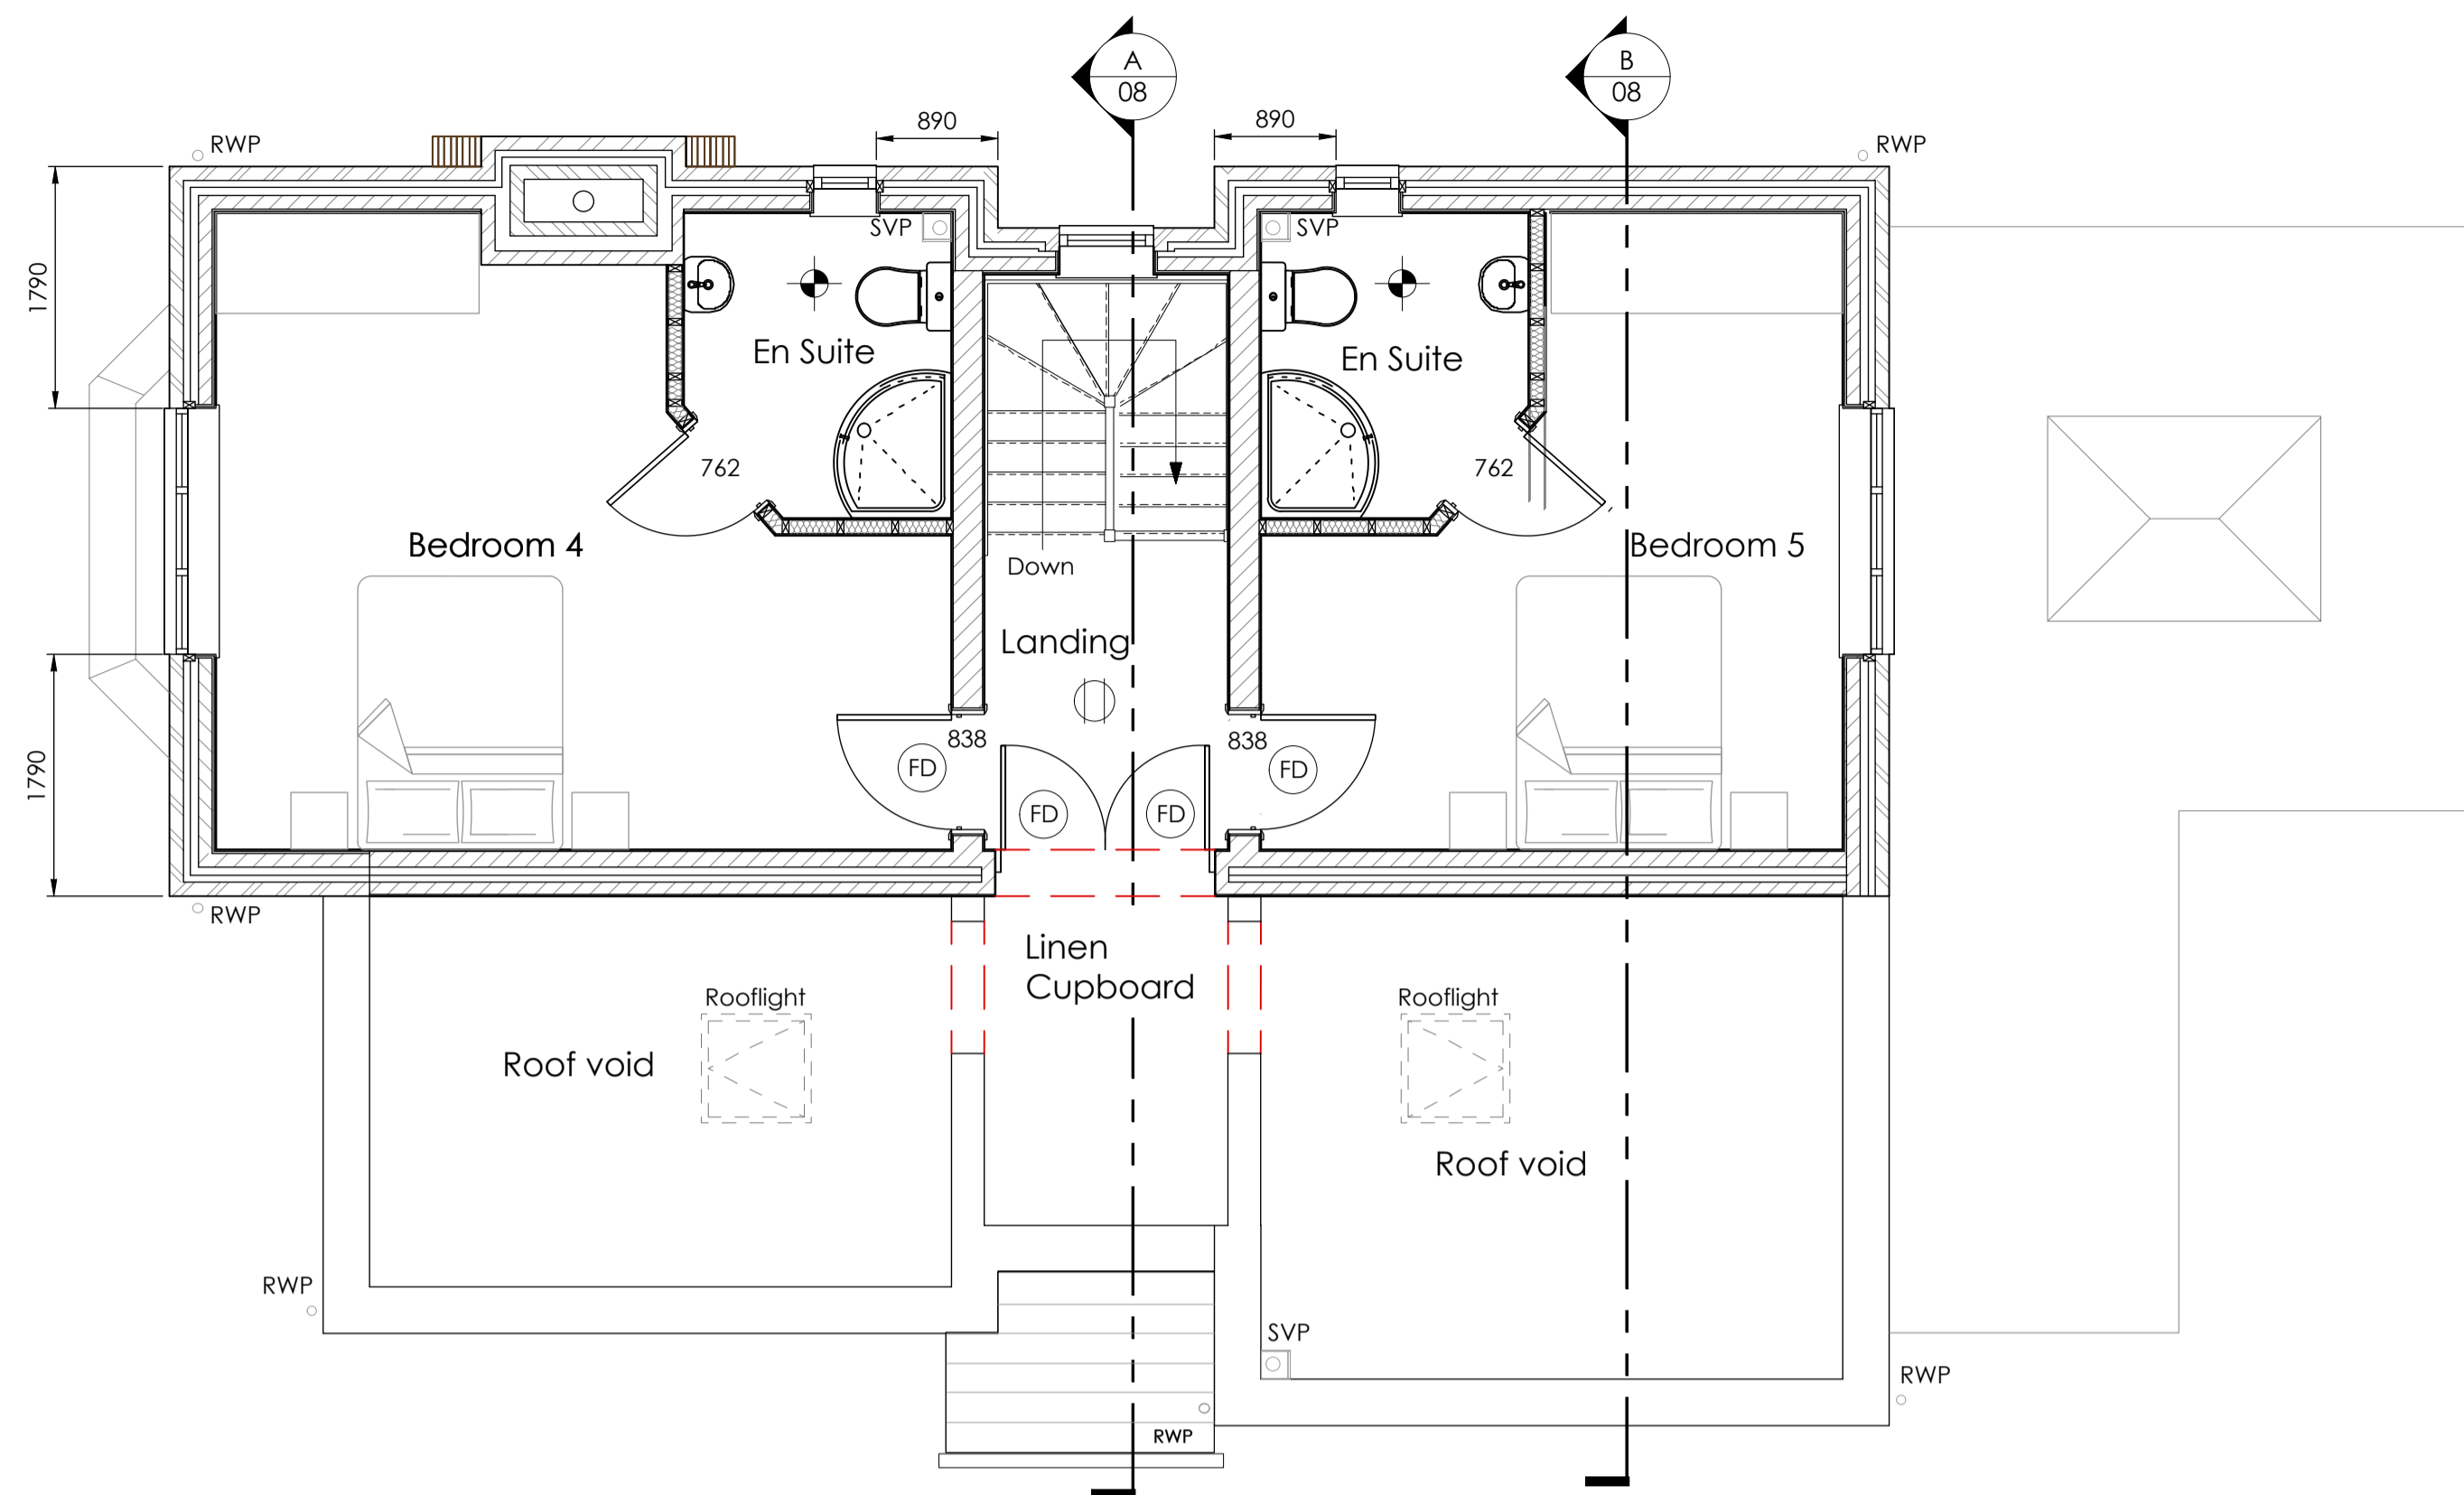 A
08
B
08
890
890
RWP
RWP
SVP
SVP
1790
En Suite
En Suite
762
762
Bedroom 4
Bedroom 5
Down
Landing
838
838
1790
FD
FD
FD
FD
RWP
Linen
Cupboard
Rooflight
Rooflight
Roof void
Roof void
RWP
SVP
RWP
RWP